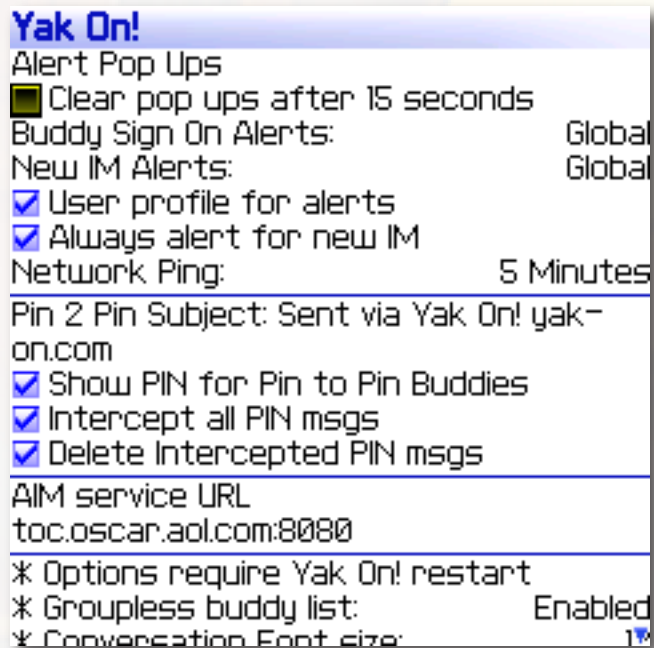 Yak On!
Alert Pop Ups
Clear pop ups after 15 seconds
Buddy Sign On Alerts: Global
New IM Alerts: Global
User profile for alerts
Always alert for new IM
Network Ping: 5 Minutes
Pin 2 Pin Subject: Sent via Yak On! yak-
on.com
Show PIN for Pin to Pin Buddies
Intercept all PIN msgs
Delete Intercepted PIN msgs
AIM service URL
toc.oscar.aol.com:8080
* Options require Yak On! restart
* Groupless buddy list: Enabled
* Conversation Font size: